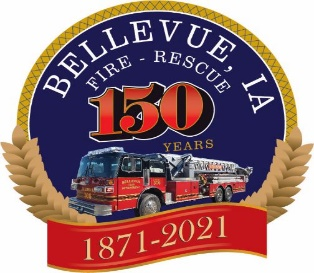 BELLEVUE, IA
FIRE - RESCUE
150
YEARS
1871-2021